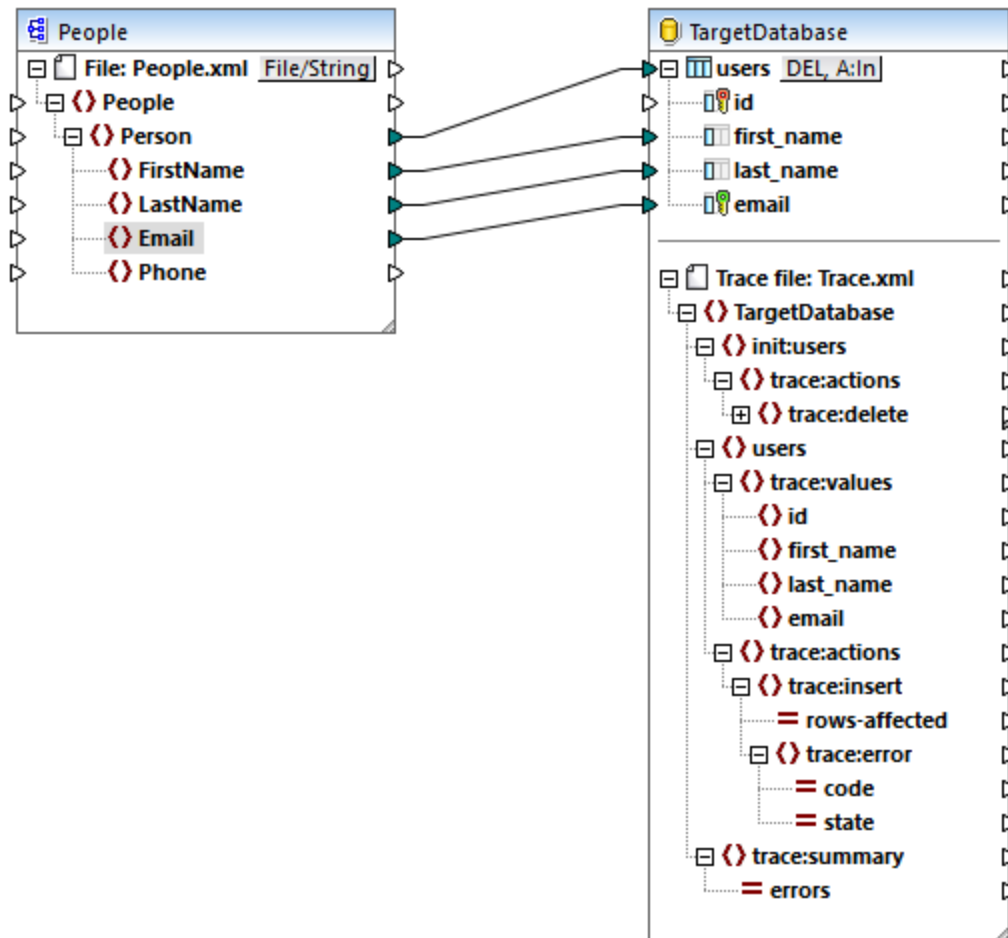 People
File: People.xml File/String
People
Person
FirstName
LastName
Email
Phone
TargetDatabase
users DEL, A:In
id
first_name
last_name
email
Trace file: Trace.xml
TargetDatabase
init:users
trace:actions
trace:delete
users
trace:values
id
first_name
last_name
email
trace:actions
trace:insert
rows-affected
trace:error
code
state
trace:summary
errors